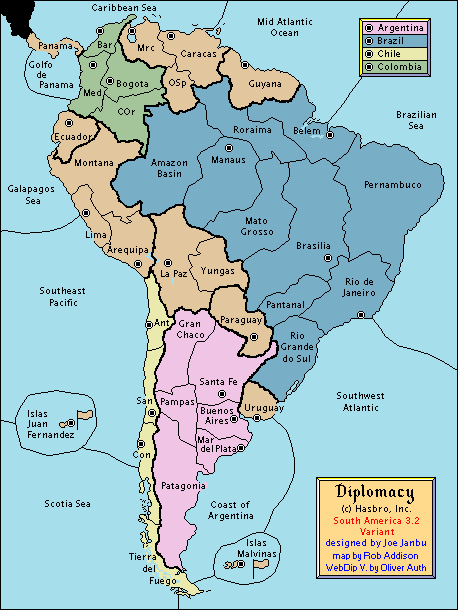 Caribbean Sea
Mid Atlantic
Ocean
Argentina
Brazil
Chile
Colombia
Panama
Bar
Mrc
Caracas
Golfo
de Panama
Med
Bogota
OSp
Guyana
COr
Roraima
Belem
Brazilian
Sea
Ecuador
Montana
Amazon
Basin
Manaus
Pernambuco
Galapagos
Sea
Lima
Mato
Grosso
Arequipa
Brasilia
La Paz
Yungas
Southeast
Pacific
Rio de
Janeiro
Pantanal
Ant
Gran
Chaco
Paraguay
Rio
Grande
do Sul
Santa Fe
Southwest
Atlantic
San
Pampas
Buenos
Aires
Uruguay
Islas
Juan
Fernandez
Mar
del Plata
Con
Patagonia
Scotia Sea
Coast of
Argentina
Tierra
del
Fuego
Islas
Malvinas
Diplomacy
(c) Hasbro, Inc.
South America 3.2
Variant
designed by Joe Janbu
map by Rob Addison
WebDip V. by Oliver Auth